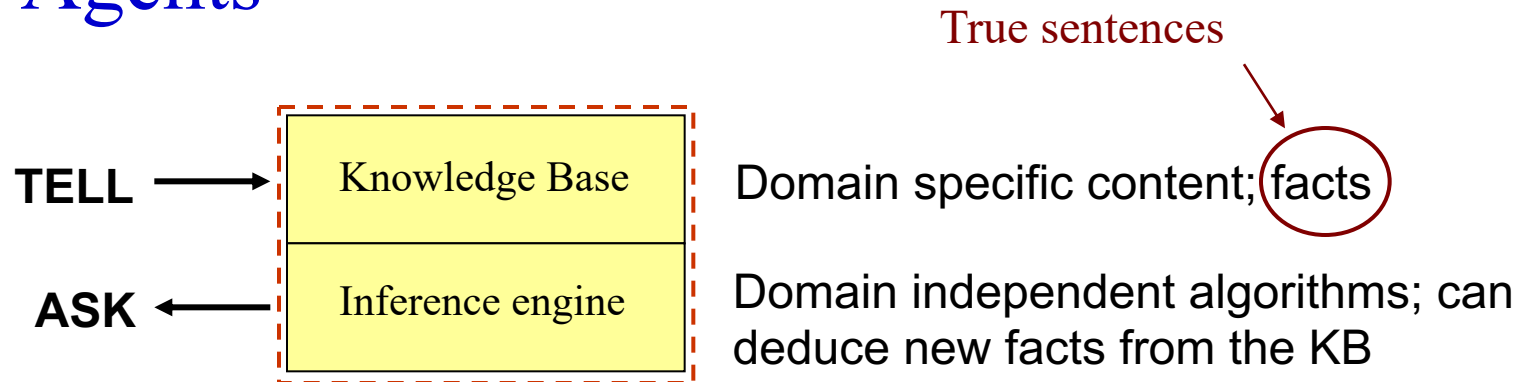 Agents
True sentences
TELL
Knowledge Base
Domain specific content; facts
ASK
Inference engine
Domain independent algorithms; can
deduce new facts from the KB